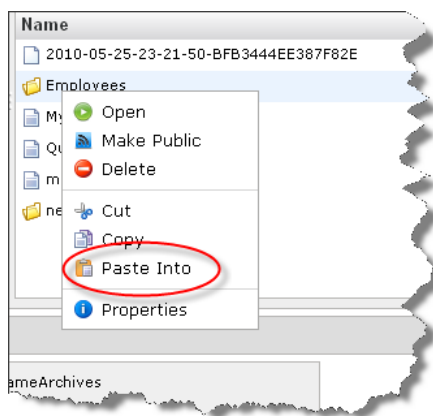 Name
2010-05-25-23-21-50-BFB3444EE387F82E
Employees
Open
Make Public
Delete
Cut
Copy
Paste Into
Properties
ameArchives